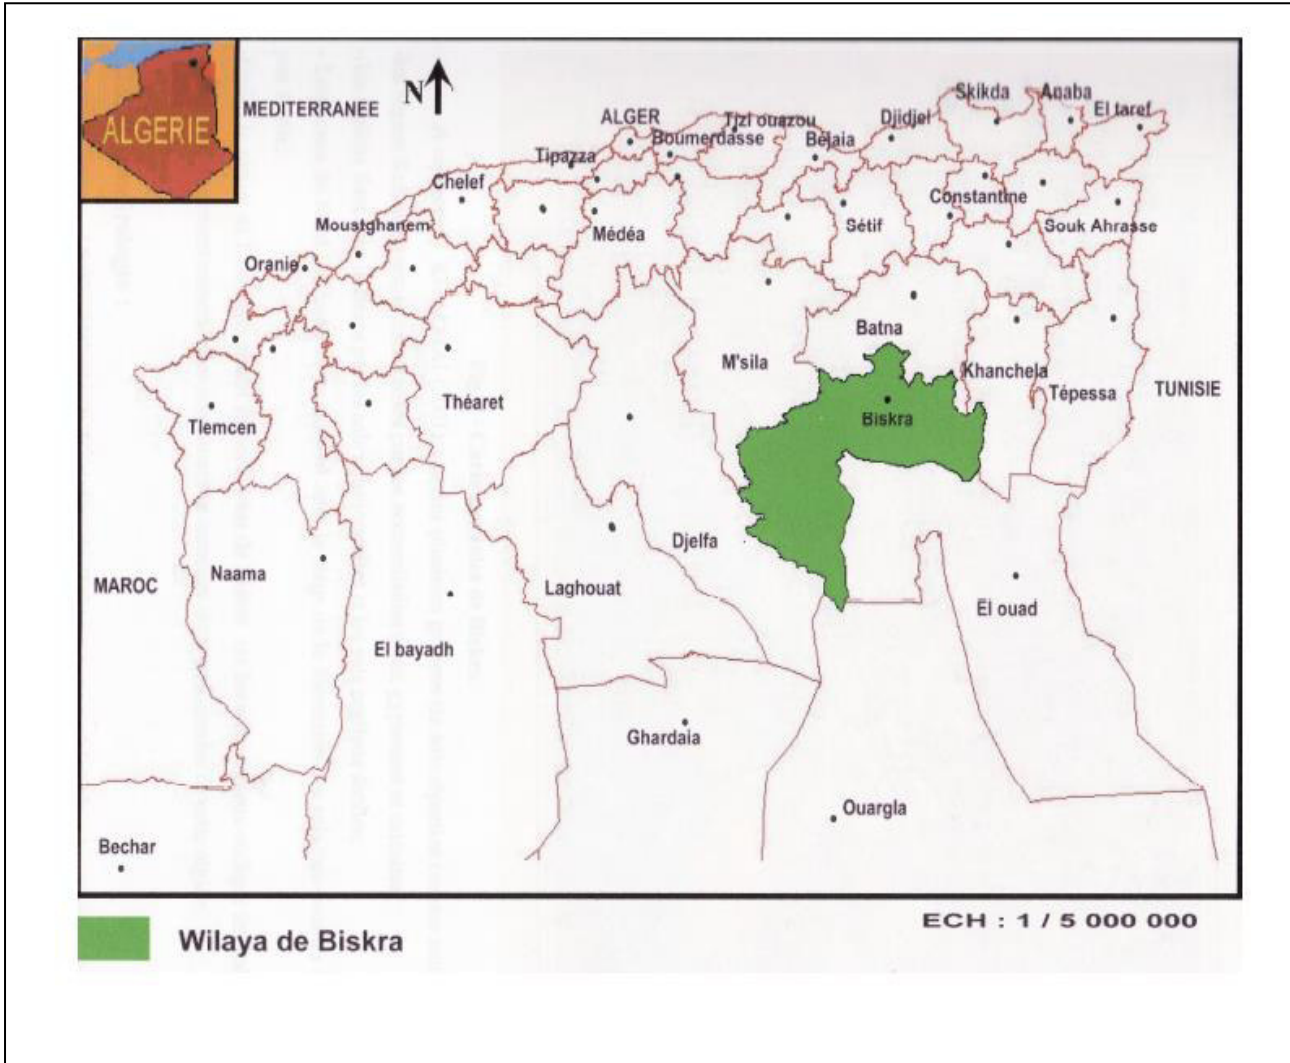 ALGERIE
MEDITERRANEE
N
Skikda
Anaba
El taref
ALGER
Tizi ouazou
Djidjel
Boumerdasse
Béjaia
Tipazza
Chelef
Constantine
Moustghanem
Médéa
Sétif
Souk Ahrasse
Oranie
Batna
M'sila
Khanchela
Tépessa
TUNISIE
Théaret
Biskra
Tlemcen
Djelfa
Naama
MAROC
Laghouat
El ouad
El bayadh
Ghardaia
Ouargla
Bechar
Wilaya de Biskra
ECH : 1 / 5 000 000